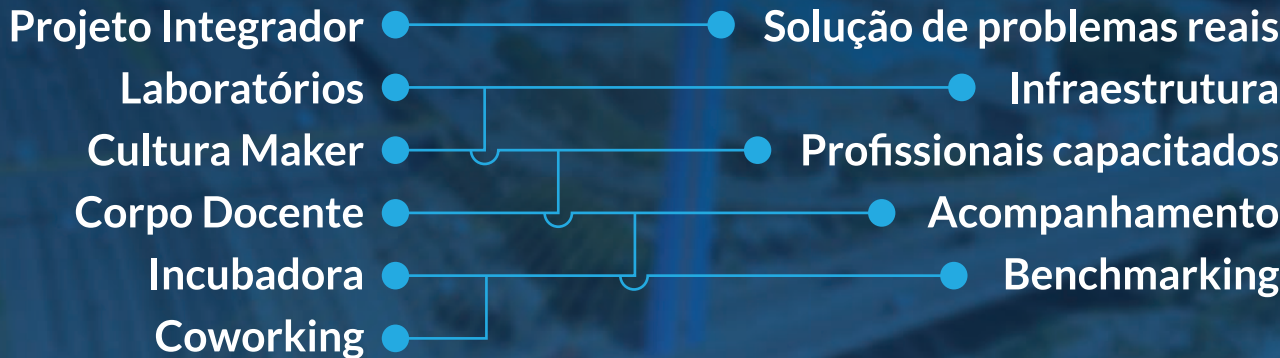 Projeto Integrador Solução de problemas reais
Laboratórios Infraestrutura
Cultura Maker Profissionais capacitados
Corpo Docente Acompanhamento
Incubadora Benchmarking
Coworking